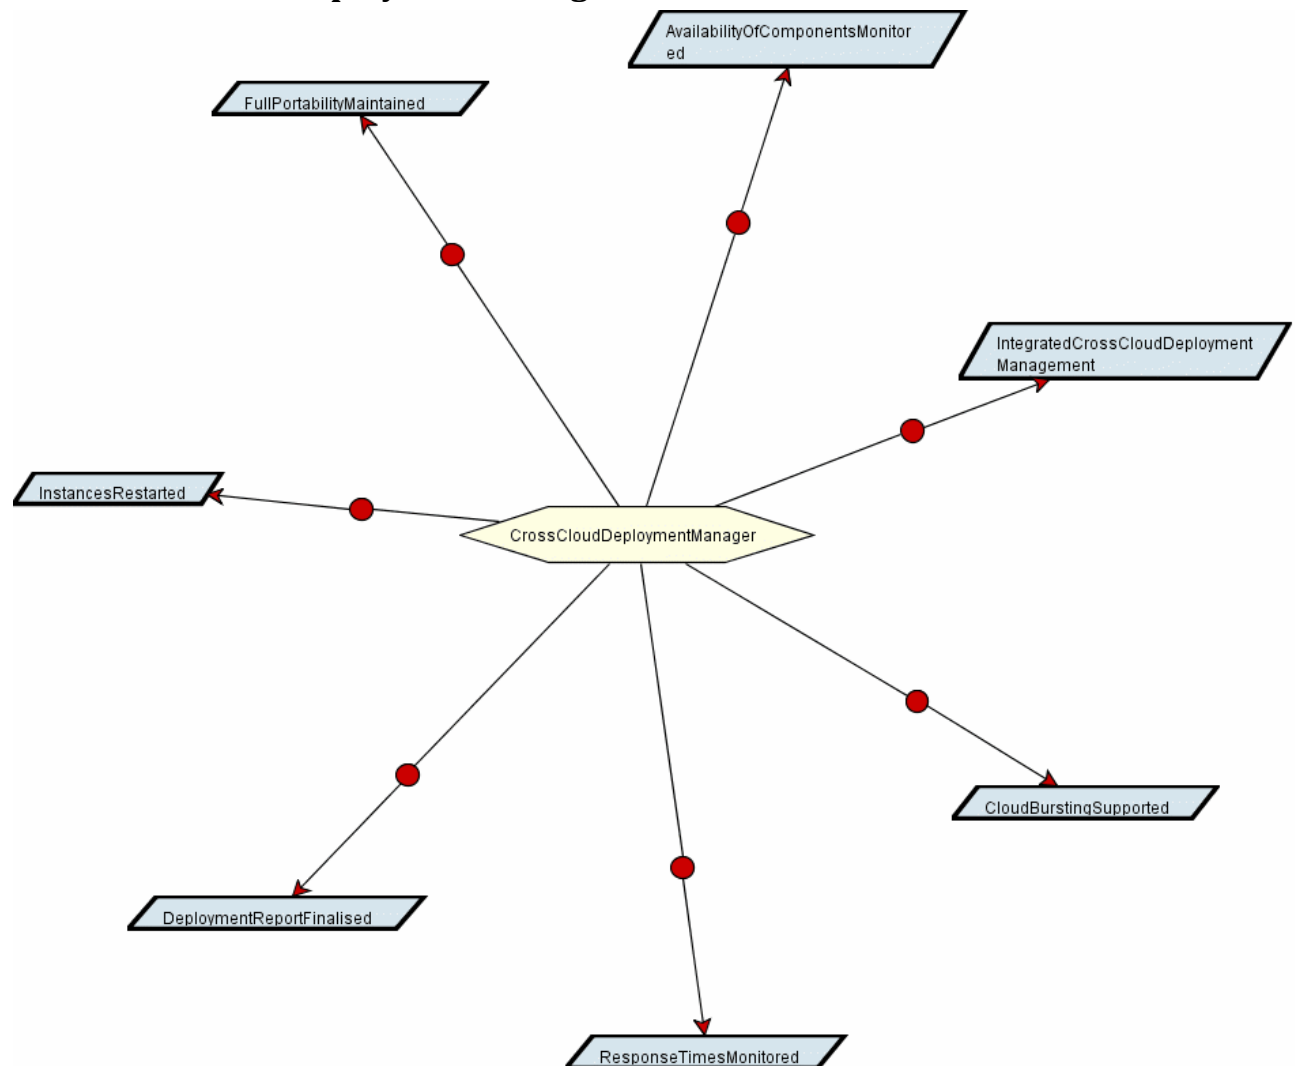 AvailabilityOfComponentsMonitor
ed
FullPortabilityMaintained
IntegratedCrossCloudDeployment
Management
InstancesRestarted
CrossCloudDeploymentManager
CloudBurstingSupported
DeploymentReportFinalised
ResponseTimesMonitored